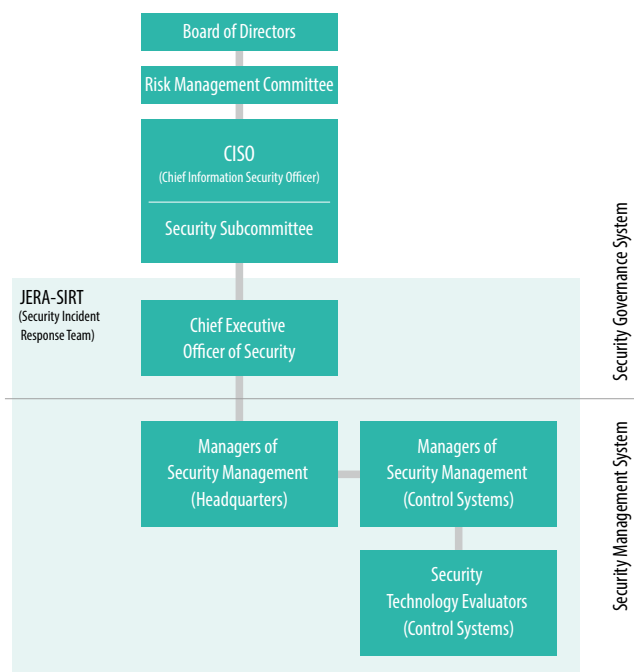 Board of Directors
Risk Management Committee
CISO
(Chief Information Security Officer)
Security Subcommittee
JERA-SIRT
(Security Incident
Response Team)
Chief Executive
Officer of Security
Security Governance System
Managers of
Security Management
(Headquarters)
Managers of
Security Management
(Control Systems)
Security
Technology Evaluators
(Control Systems)
Security Management System